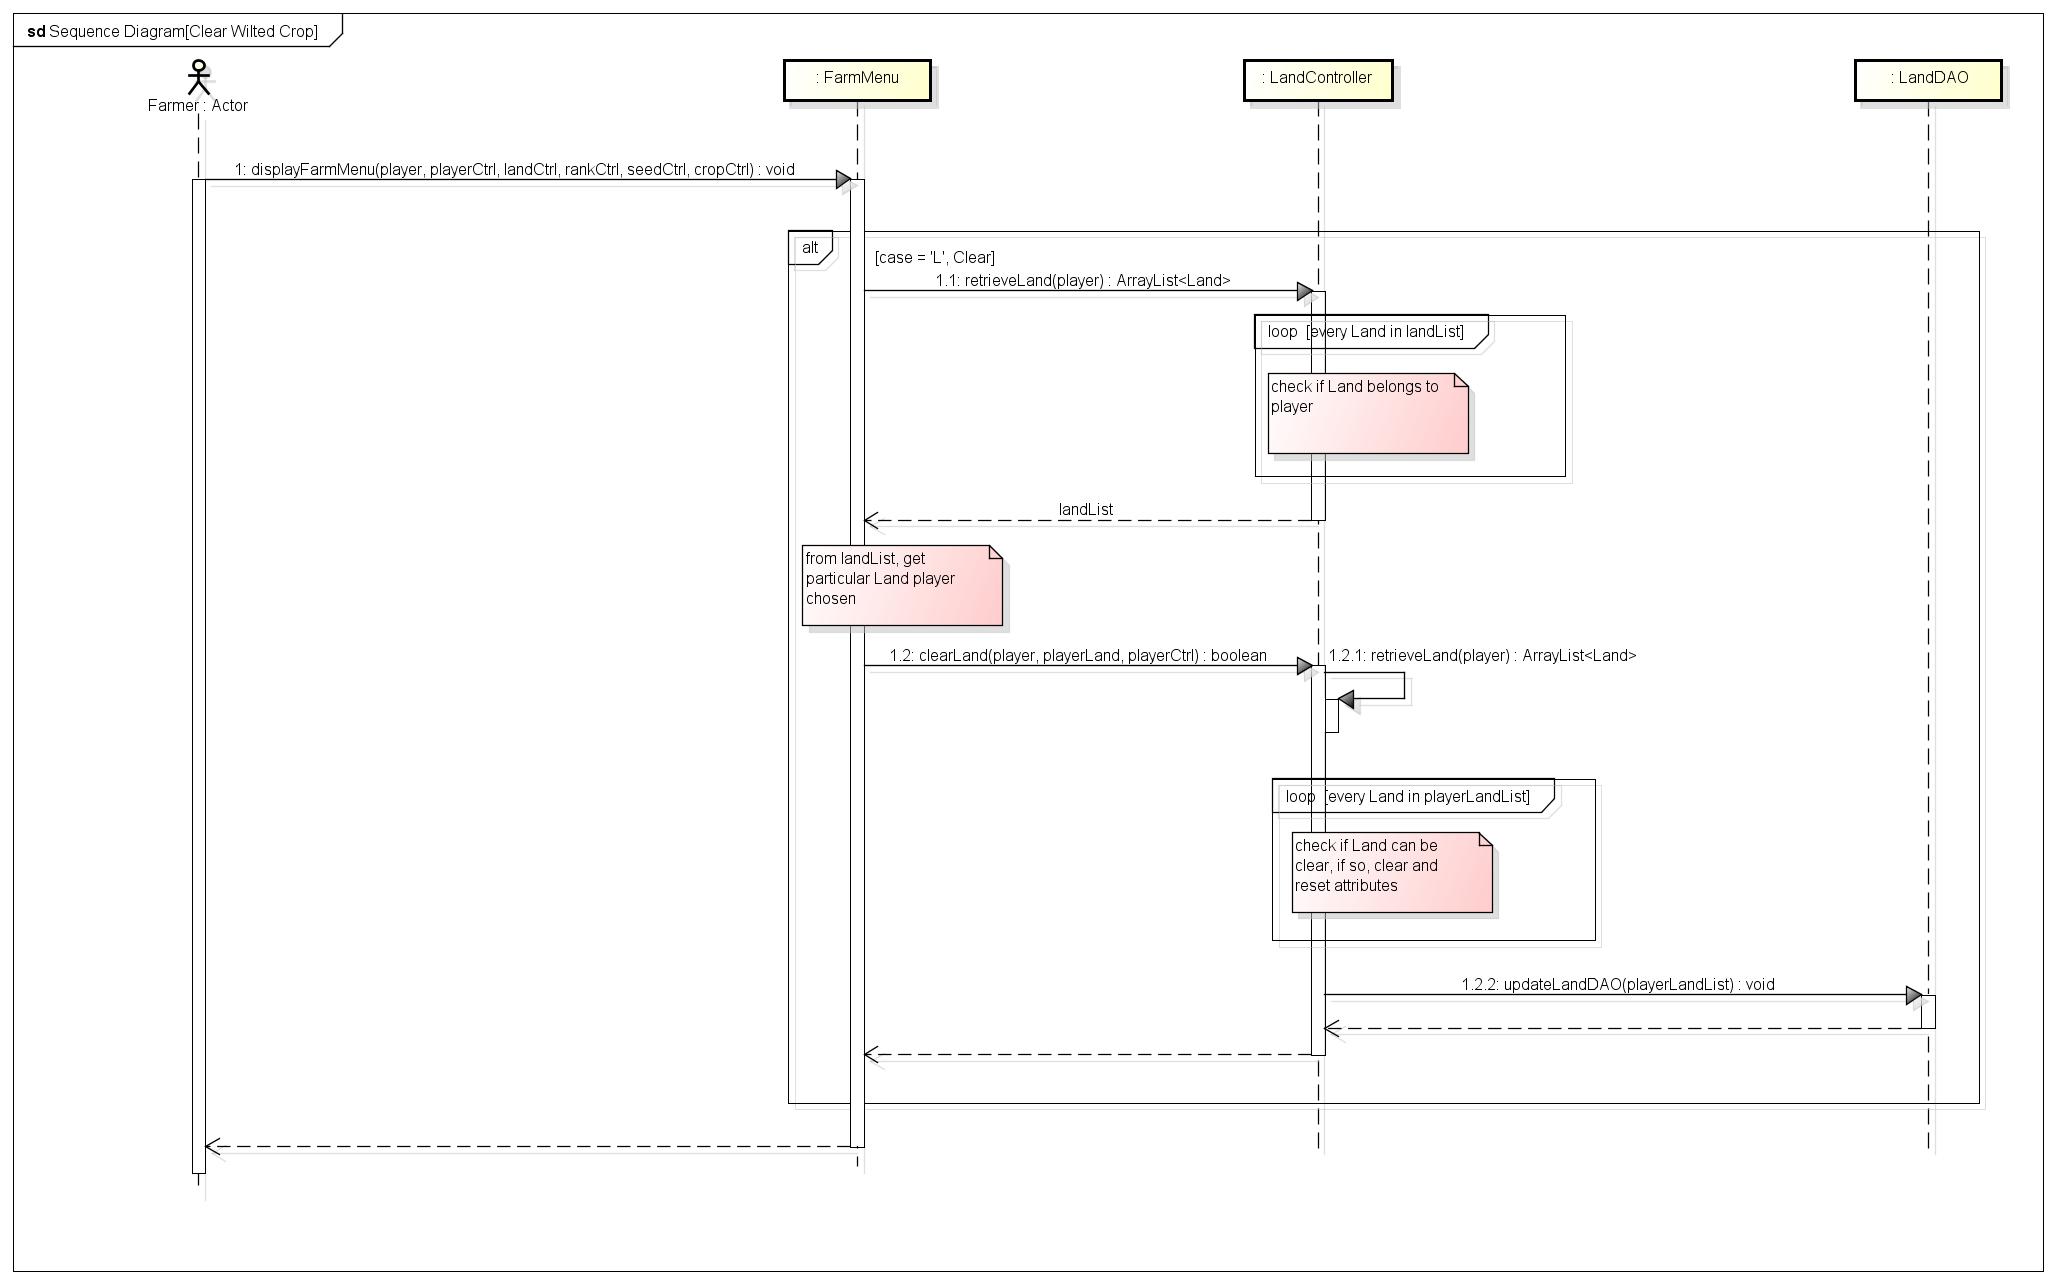 sd Sequence Diagram[Clear Wilted Crop]
Farmer : Actor
: FarmMenu
: LandController
: LandDAO
1: displayFarmMenu(player, playerCtrl, landCtrl, rankCtrl, seedCtrl, cropCtrl) : void
alt
[case = 'L', Clear]
1.1: retrieveLand(player) : ArrayList<Land>
loop [every Land in landList]
check if Land belongs to
player
landList
from landList, get
particular Land player
chosen
1.2: clearLand(player, playerLand, playerCtrl) : boolean
1.2.1: retrieveLand(player) : ArrayList<Land>
loop [every Land in playerLandList]
check if Land can be
clear, if so, clear and
reset attributes
1.2.2: updateLandDAO(playerLandList) : void